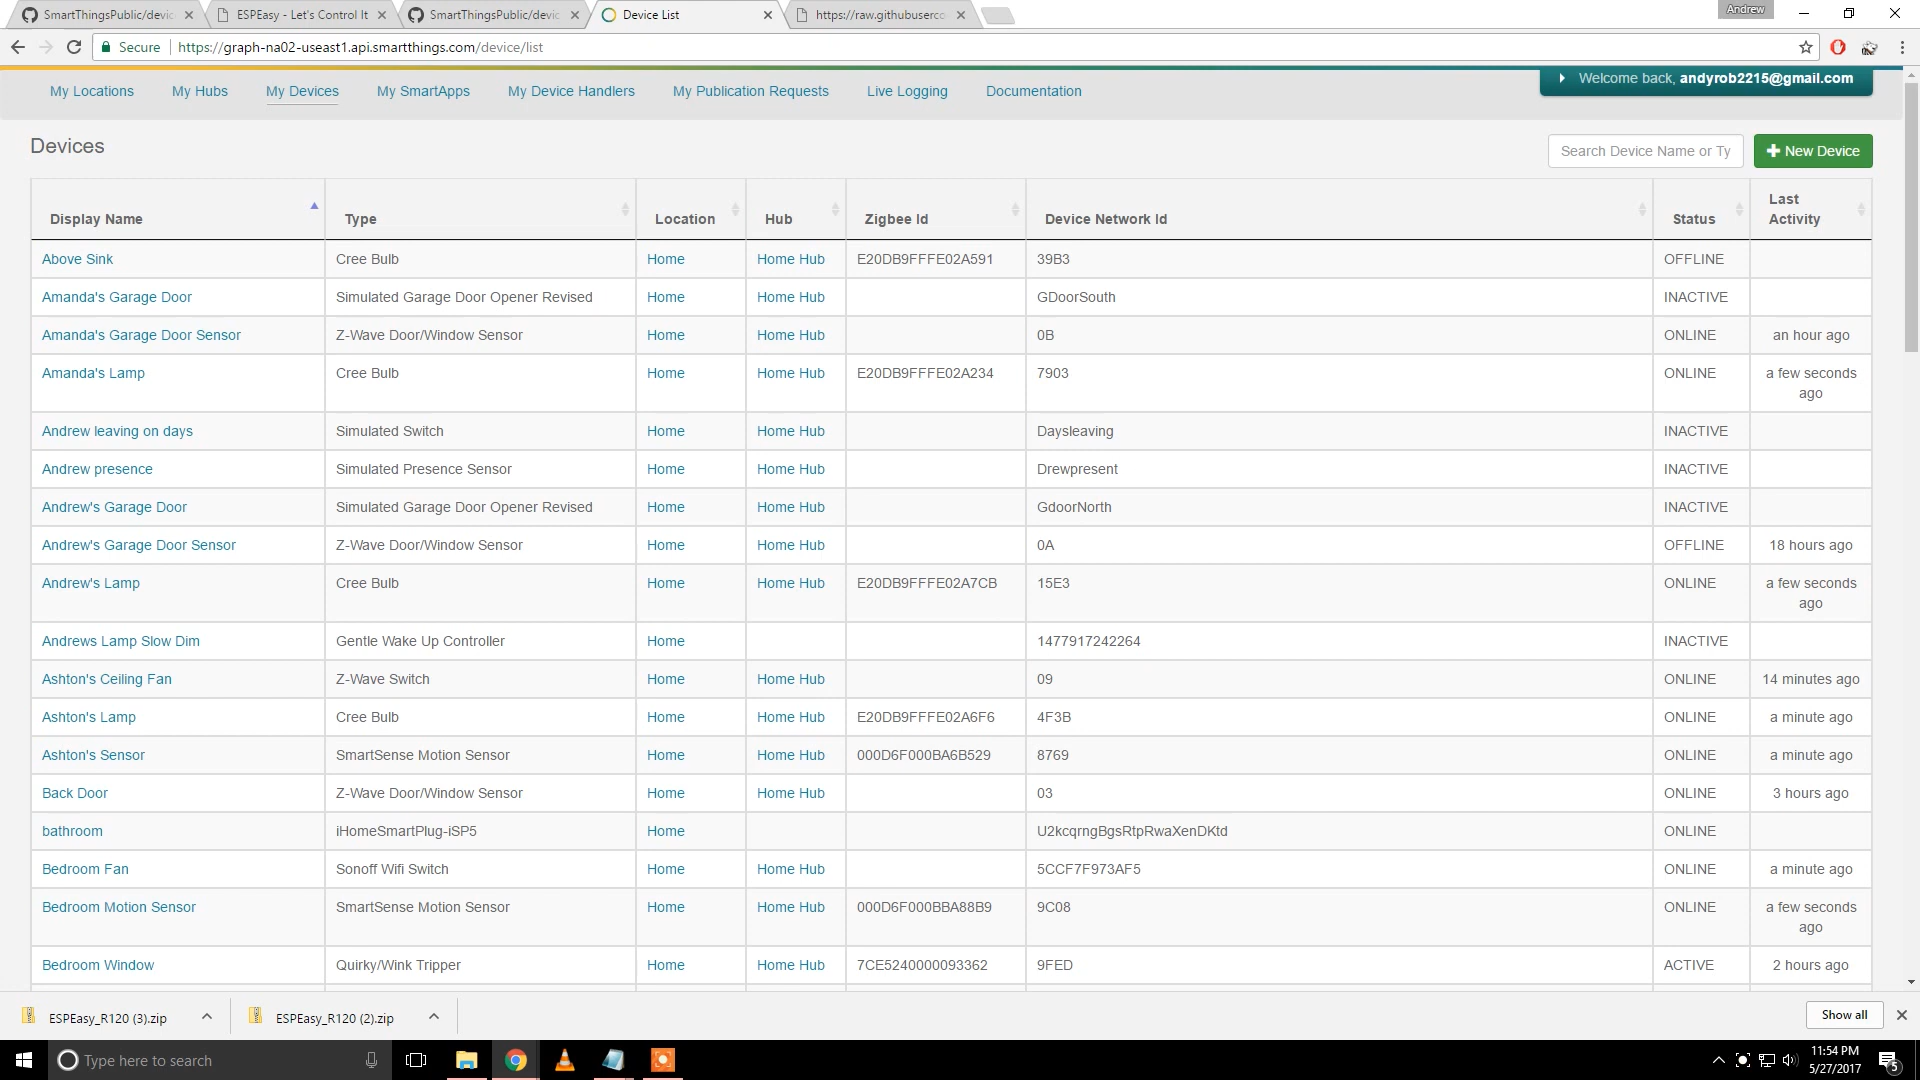 SmartThingsPublic/devic
ESPEasy - Let's Control It
SmartThingsPublic/devic
Device List
https://raw.githubuserco
Andrew
Secure
https://graph-na02-useast1.api.smartthings.com/device/list
My Locations
My Hubs
My Devices
My SmartApps
My Device Handlers
My Publication Requests
Live Logging
Documentation
Welcome back, andyrob2215@gmail.com
Devices
Search Device Name or Ty
New Device
Display Name Type Location Hub Zigbee Id Device Network Id Status Last Activity
Above Sink Cree Bulb Home Home Hub E20DB9FFFE02A591 39B3 OFFLINE
Amanda's Garage Door Simulated Garage Door Opener Revised Home Home Hub GDoorSouth INACTIVE
Amanda's Garage Door Sensor Z-Wave Door/Window Sensor Home Home Hub 0B ONLINE an hour ago
Amanda's Lamp Cree Bulb Home Home Hub E20DB9FFFE02A234 7903 ONLINE a few seconds ago
Andrew leaving on days Simulated Switch Home Home Hub Daysleaving INACTIVE
Andrew presence Simulated Presence Sensor Home Home Hub Drewpresent INACTIVE
Andrew's Garage Door Simulated Garage Door Opener Revised Home Home Hub GdoorNorth INACTIVE
Andrew's Garage Door Sensor Z-Wave Door/Window Sensor Home Home Hub 0A OFFLINE 18 hours ago
Andrew's Lamp Cree Bulb Home Home Hub E20DB9FFFE02A7CB 15E3 ONLINE a few seconds ago
Andrews Lamp Slow Dim Gentle Wake Up Controller Home 1477917242264 INACTIVE
Ashton's Ceiling Fan Z-Wave Switch Home Home Hub 09 ONLINE 14 minutes ago
Ashton's Lamp Cree Bulb Home Home Hub E20DB9FFFE02A6F6 4F3B ONLINE a minute ago
Ashton's Sensor SmartSense Motion Sensor Home Home Hub 000D6F000BA6B529 8769 ONLINE a minute ago
Back Door Z-Wave Door/Window Sensor Home Home Hub 03 ONLINE 3 hours ago
bathroom iHomeSmartPlug-iSP5 Home U2kcqrngBgsRtpRwaXenDKtd ONLINE
Bedroom Fan Sonoff Wifi Switch Home Home Hub 5CCF7F973AF5 ONLINE a minute ago
Bedroom Motion Sensor SmartSense Motion Sensor Home Home Hub 000D6F000BBA88B9 9C08 ONLINE a few seconds ago
Bedroom Window Quirky/Wink Tripper Home Home Hub 7CE5240000093362 9FED ACTIVE 2 hours ago
ESPEasy_R120 (3).zip
ESPEasy_R120 (2).zip
Show all
Type here to search
11:54 PM
5/27/2017
5